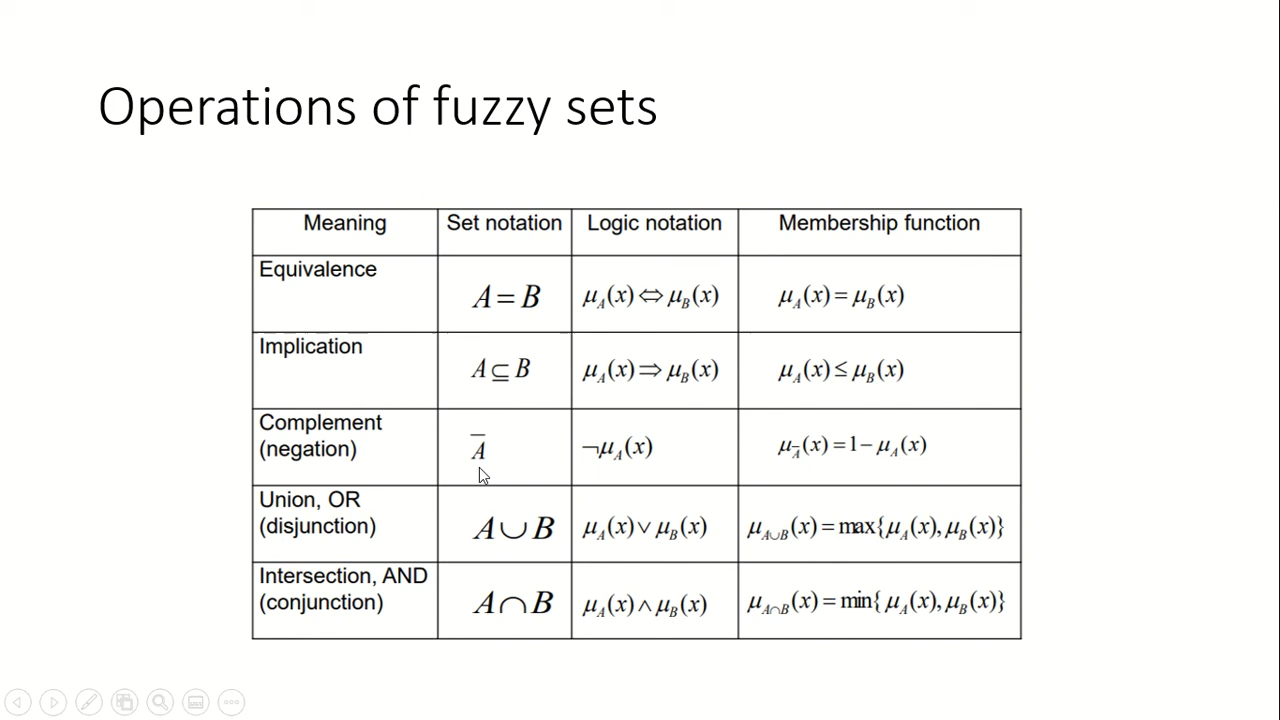 Operations of fuzzy sets
Meaning Set notation Logic notation Membership function
Equivalence A = B μ_A(x) ⇔ μ_B(x) μ_A(x) = μ_B(x)
Implication A ⊆ B μ_A(x) ⇒ μ_B(x) μ_A(x) ≤ μ_B(x)
Complement
(negation) A̅ ¬μ_A(x) μ_A̅(x) = 1 − μ_A(x)
Union, OR
(disjunction) A ∪ B μ_A(x) ∨ μ_B(x) μ_{A∪B}(x) = max{μ_A(x), μ_B(x)}
Intersection, AND
(conjunction) A ∩ B μ_A(x) ∧ μ_B(x) μ_{A∩B}(x) = min{μ_A(x), μ_B(x)}